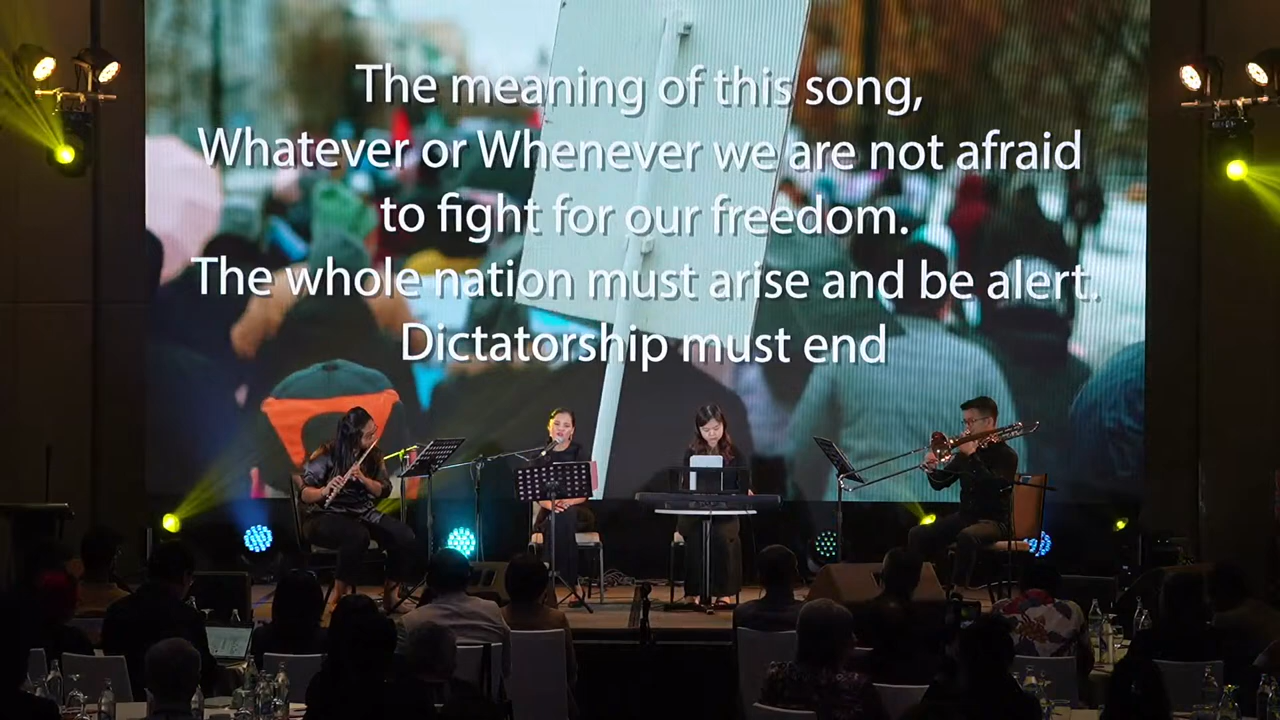 The meaning of this song,
Whatever or Whenever we are not afraid
to fight for our freedom.
The whole nation must arise and be alert.
Dictatorship must end